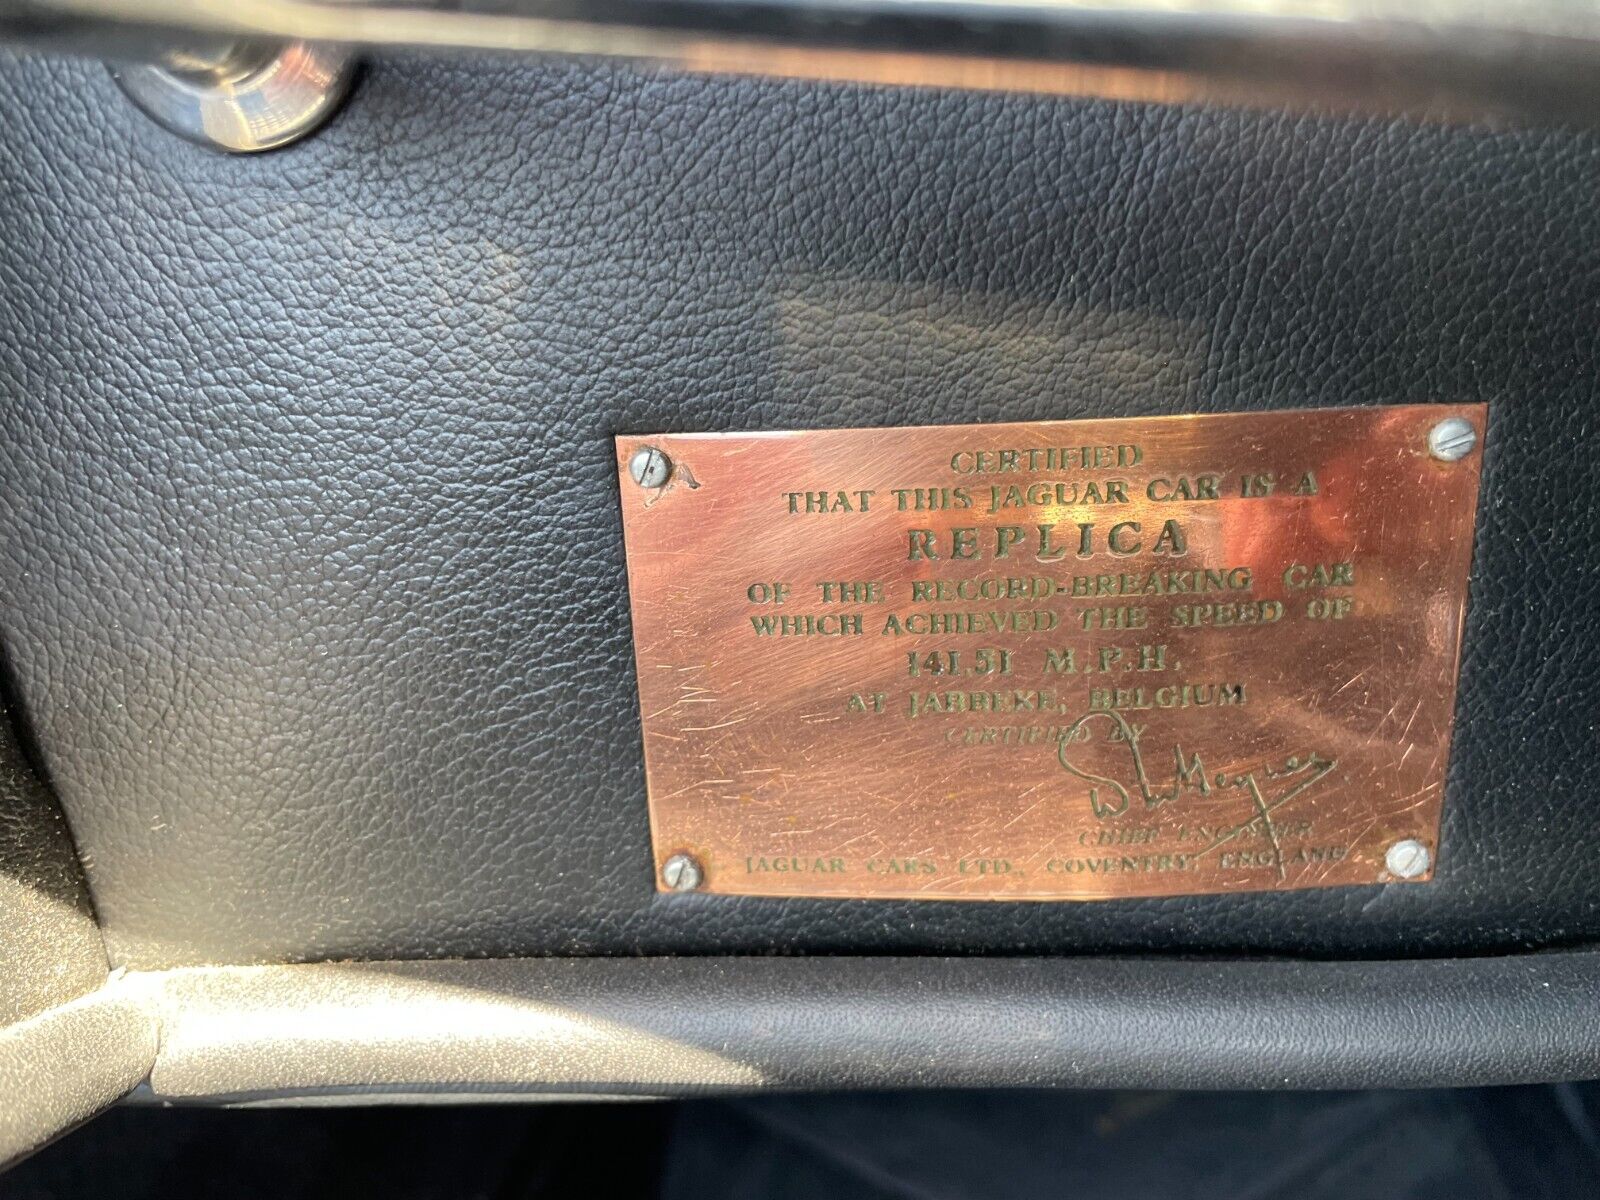 CERTIFIED
THAT THIS JAGUAR CAR IS A
REPLICA
OF THE RECORD-BREAKING CAR
WHICH ACHIEVED THE SPEED OF
141.51 M.P.H.
AT JABBEKE, BELGIUM
CERTIFIED BY
CHIEF ENGINEER
JAGUAR CARS LTD., COVENTRY, ENGLAND